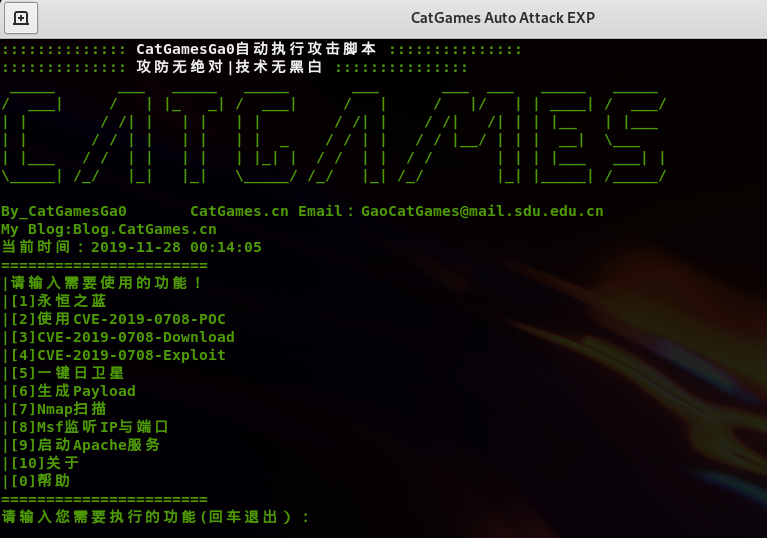 CatGames Auto Attack EXP
:::::::::::::: CatGamesGa0自动执行攻击脚本 :::::::::::::::
:::::::::::::: 攻防无绝对|技术无黑白 :::::::::::::::
CATGAMES
By_CatGamesGa0 CatGames.cn Email：GaoCatGames@mail.sdu.edu.cn
My Blog:Blog.CatGames.cn
当前时间：2019-11-28 00:14:05
=======================
|请输入需要使用的功能！
|[1]永恒之蓝
|[2]使用CVE-2019-0708-POC
|[3]CVE-2019-0708-Download
|[4]CVE-2019-0708-Exploit
|[5]一键日卫星
|[6]生成Payload
|[7]Nmap扫描
|[8]Msf监听IP与端口
|[9]启动Apache服务
|[10]关于
|[0]帮助
=======================
请输入您需要执行的功能(回车退出）：